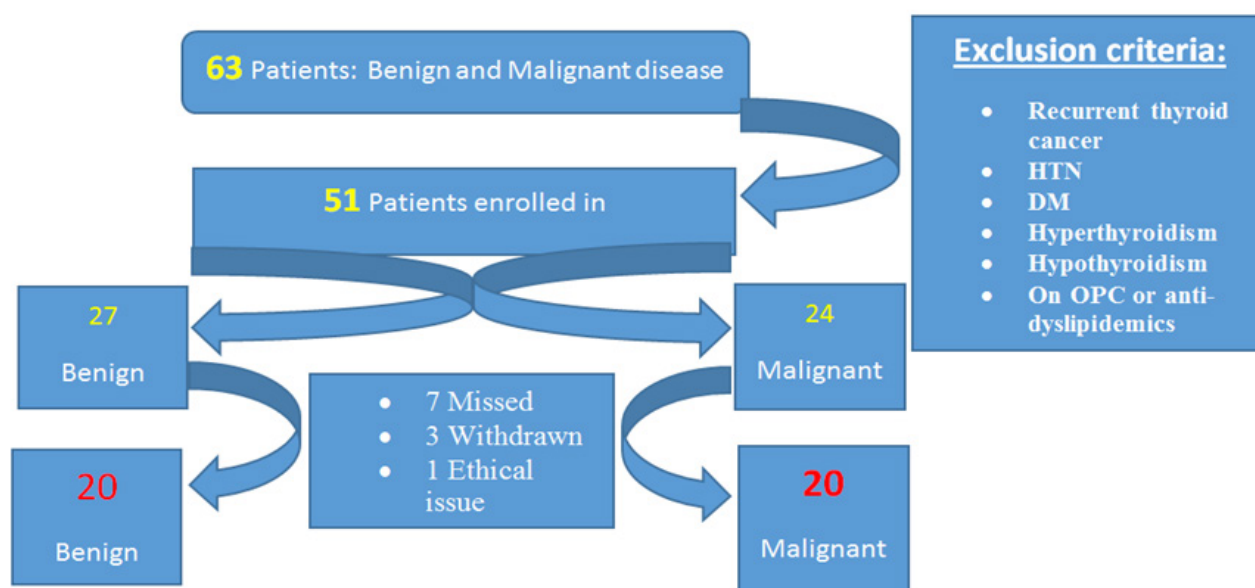 63 Patients: Benign and Malignant disease
Exclusion criteria:
• Recurrent thyroid
cancer
• HTN
• DM
• Hyperthyroidism
• Hypothyroidism
• On OPC or anti-
dyslipidemics
51 Patients enrolled in
27
Benign
24
Malignant
• 7 Missed
• 3 Withdrawn
• 1 Ethical
issue
20
Benign
20
Malignant